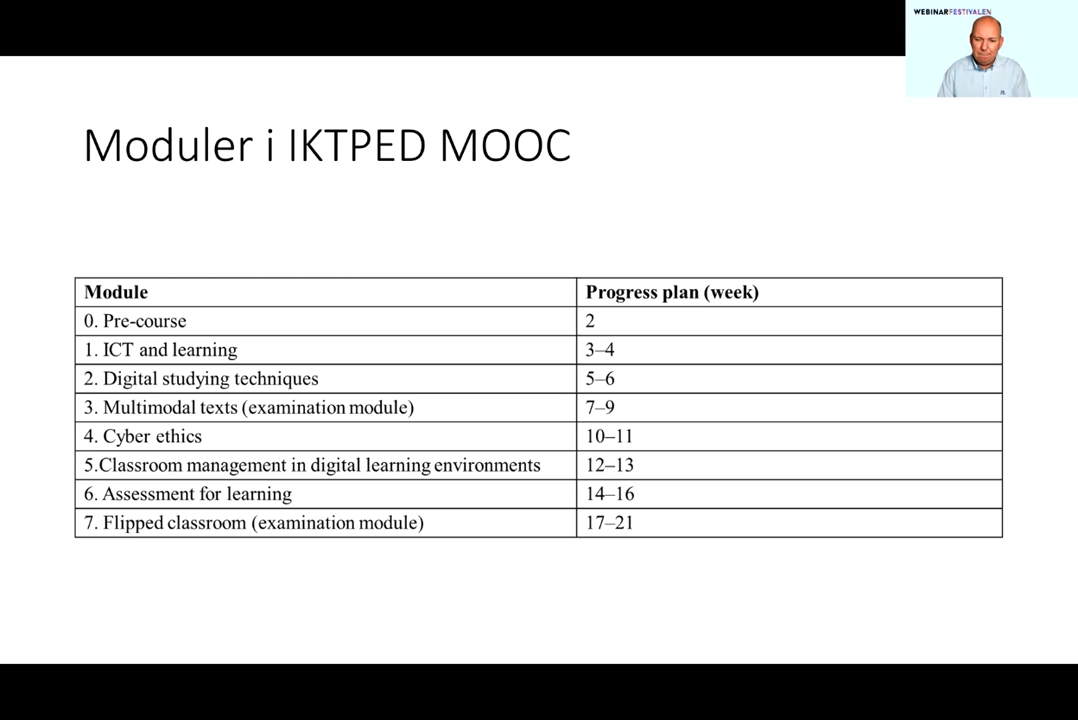 WEBINARFESTIVALEN
Moduler i IKTPED MOOC
Module Progress plan (week)
0. Pre-course 2
1. ICT and learning 3–4
2. Digital studying techniques 5–6
3. Multimodal texts (examination module) 7–9
4. Cyber ethics 10–11
5.Classroom management in digital learning environments 12–13
6. Assessment for learning 14–16
7. Flipped classroom (examination module) 17–21